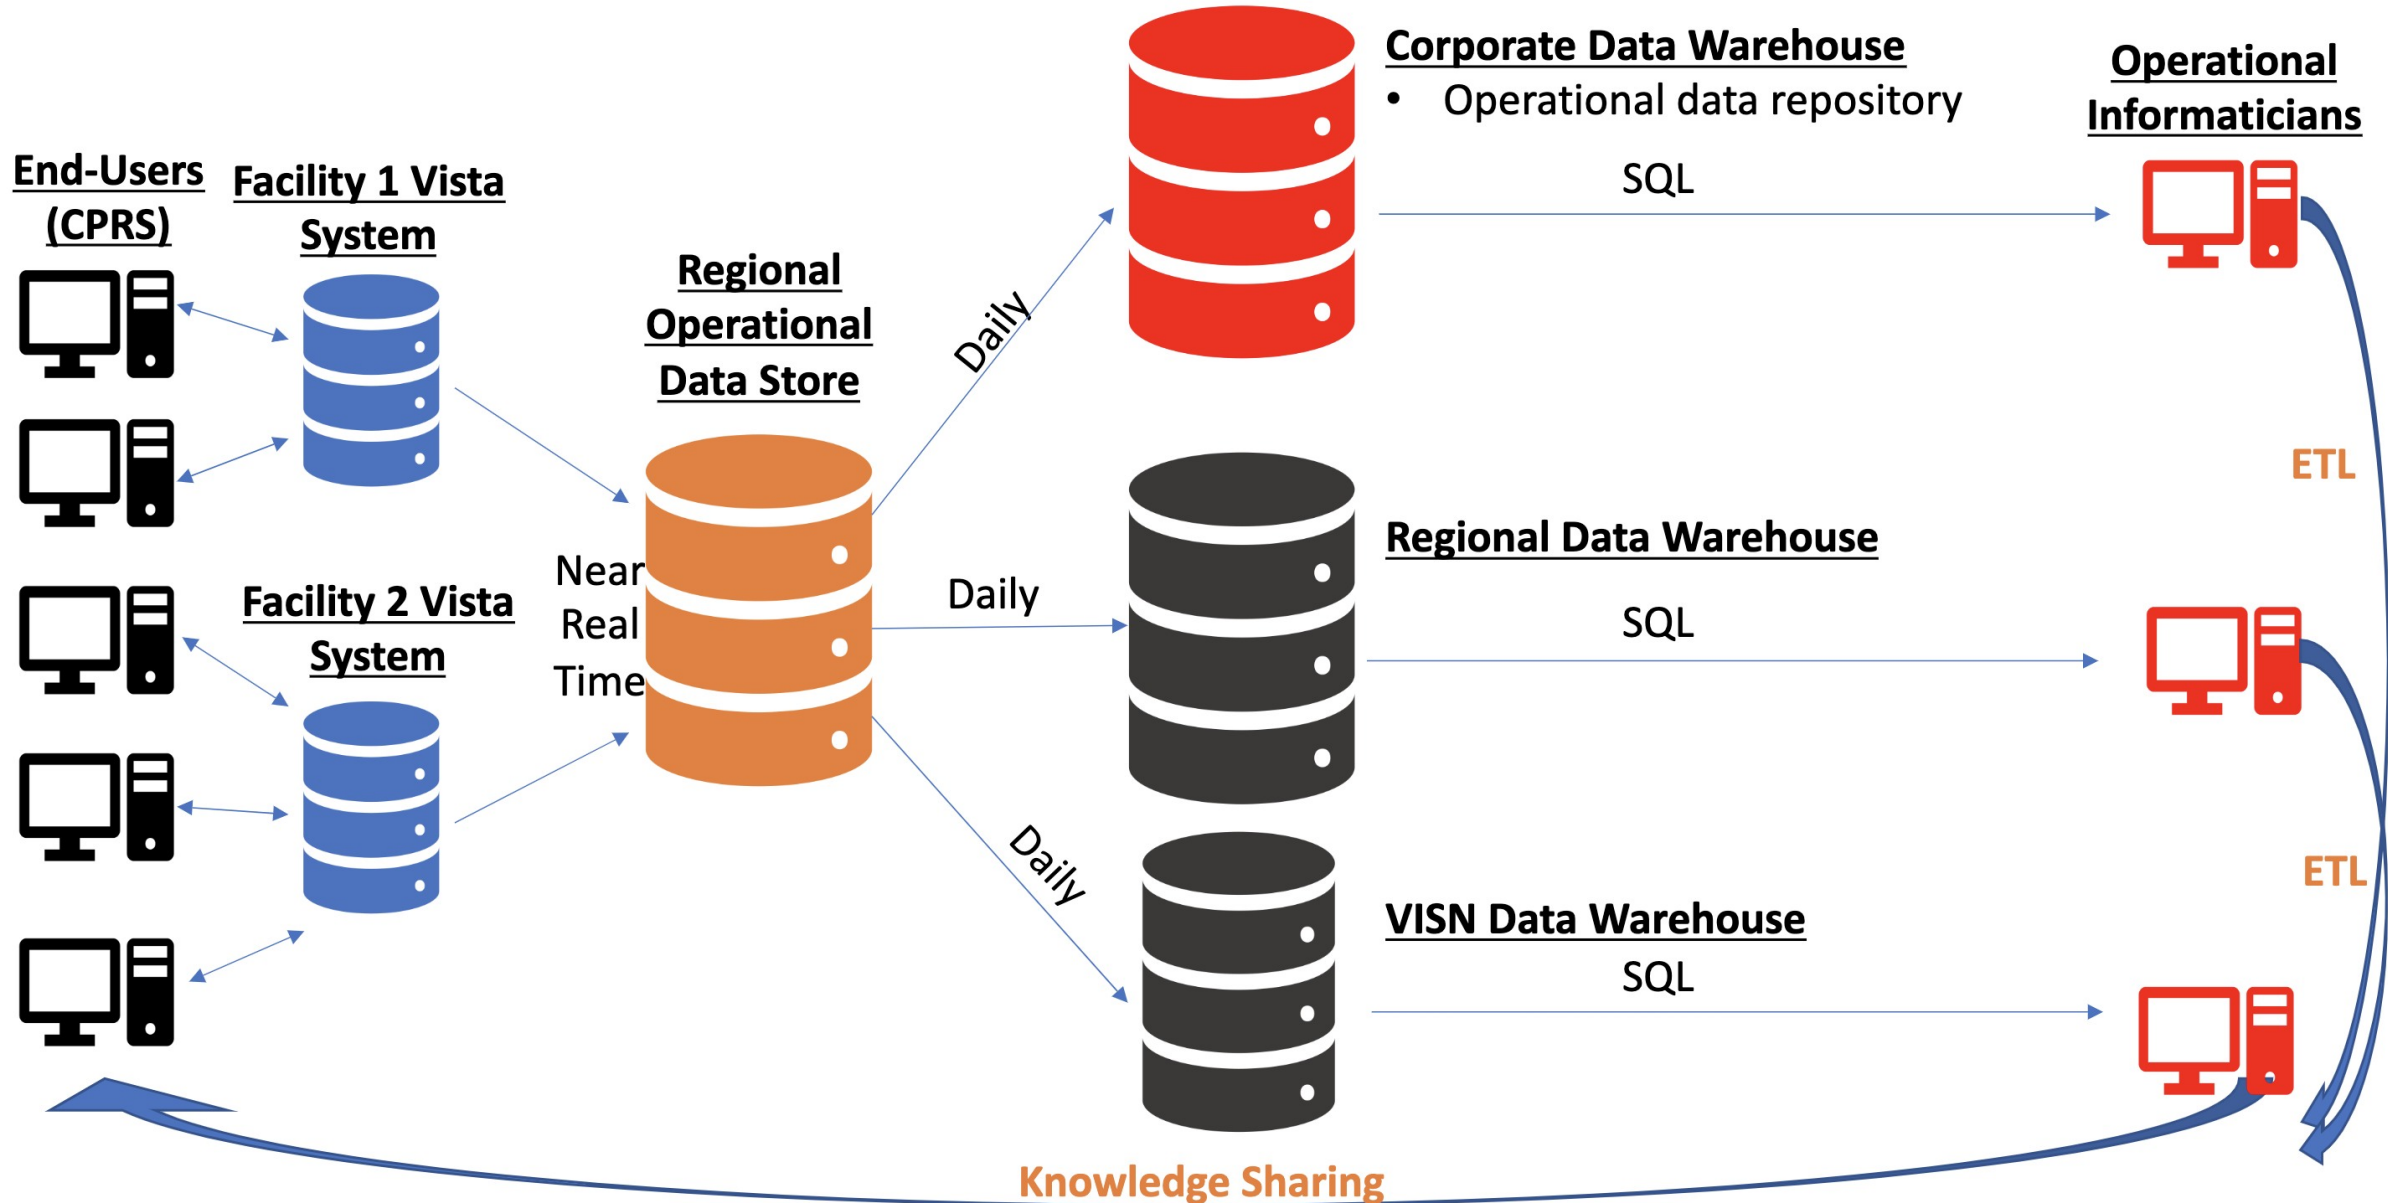 End-Users
(CPRS)
Facility 1 Vista
System
Facility 2 Vista
System
Regional
Operational
Data Store
Near
Real
Time
Daily
Daily
Daily
Corporate Data Warehouse
• Operational data repository
SQL
Regional Data Warehouse
SQL
VISN Data Warehouse
SQL
Operational
Informaticians
ETL
ETL
Knowledge Sharing